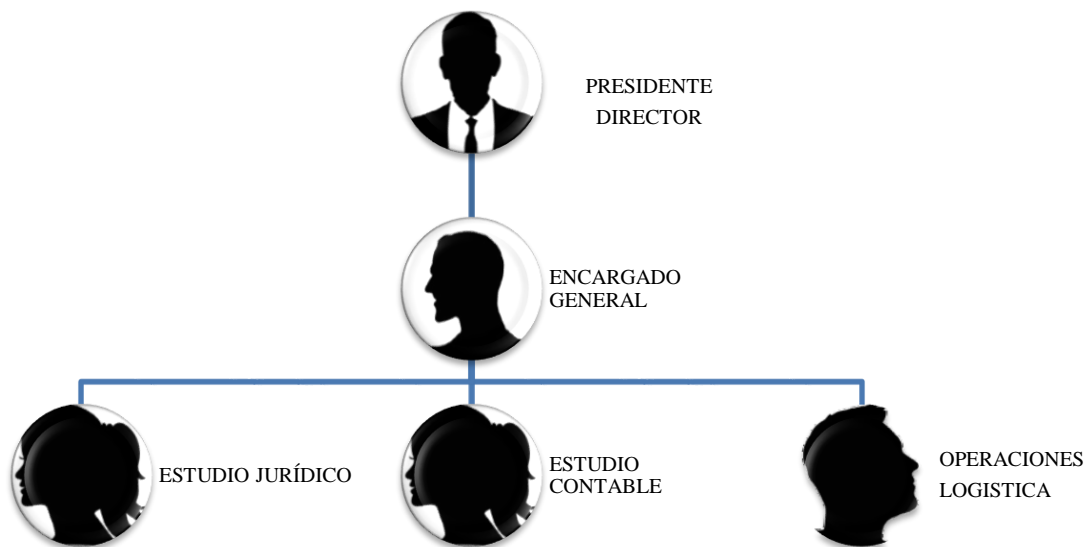 PRESIDENTE
DIRECTOR
ENCARGADO
GENERAL
ESTUDIO JURÍDICO
ESTUDIO
CONTABLE
OPERACIONES
LOGISTICA